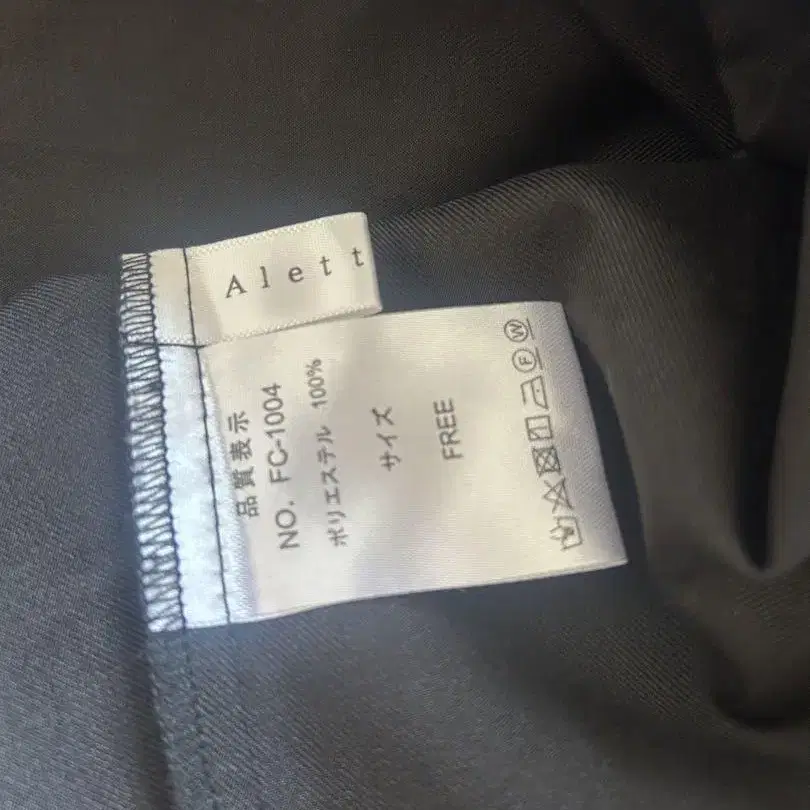 Alett
品質表示
NO. FC-1004
ポリエステル 100%
サイズ
FREE
F W